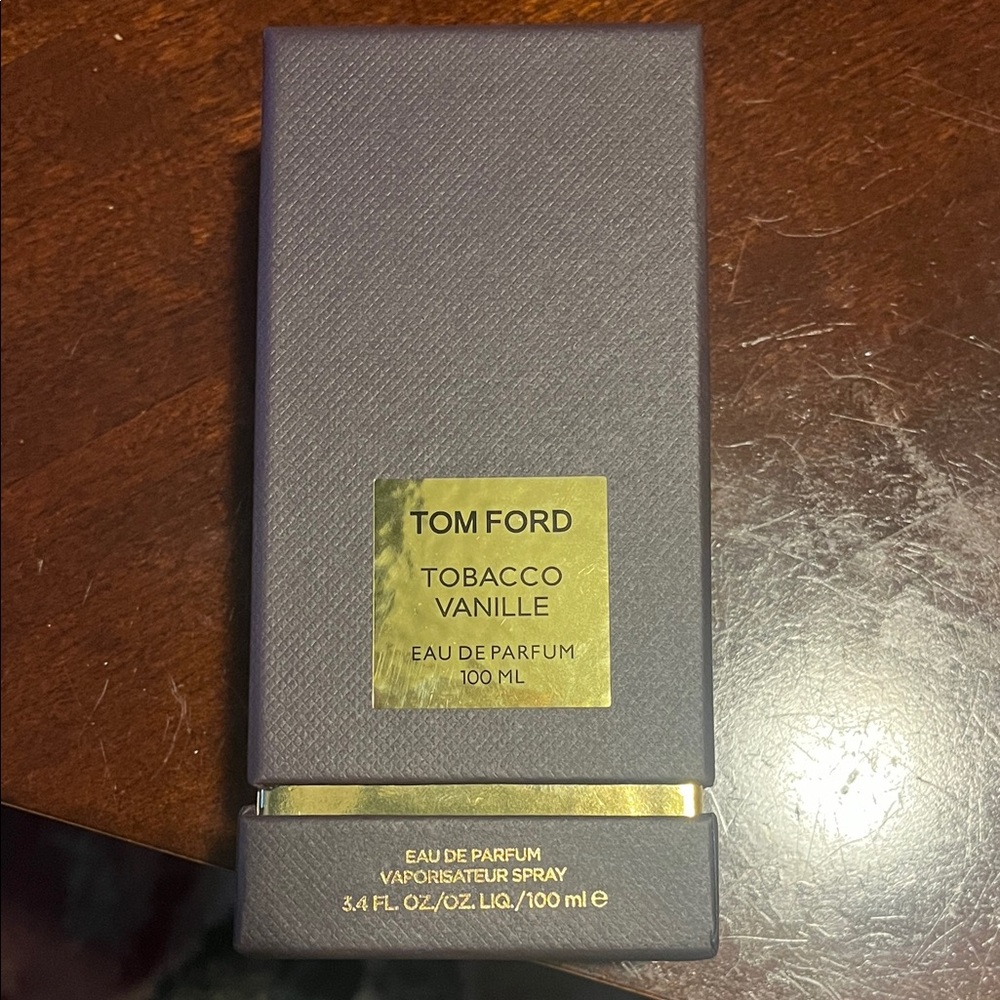 TOM FORD
TOBACCO
VANILLE
EAU DE PARFUM
100 ML
EAU DE PARFUM
VAPORISATEUR SPRAY
3.4 FL. OZ./OZ. LIQ./100 ml ℮